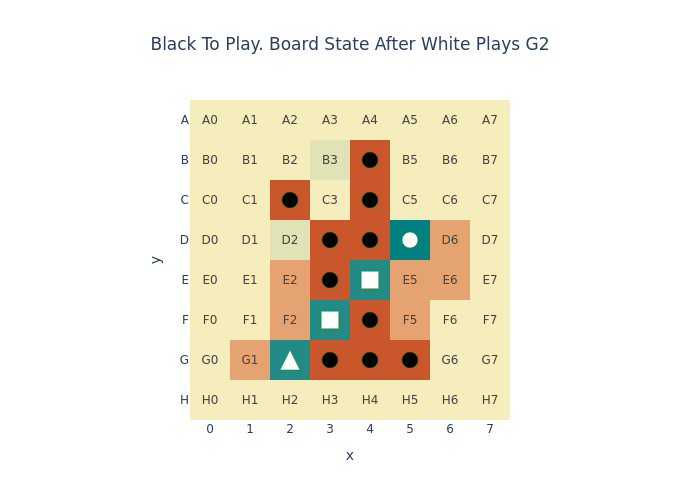 Black To Play. Board State After White Plays G2
A A0 A1 A2 A3 A4 A5 A6 A7
B B0 B1 B2 B3 B5 B6 B7
C C0 C1 C3 C5 C6 C7
D D0 D1 D2 D6 D7
y
E E0 E1 E2 E5 E6 E7
F F0 F1 F2 F5 F6 F7
G G0 G1 G6 G7
H H0 H1 H2 H3 H4 H5 H6 H7
0 1 2 3 4 5 6 7
x